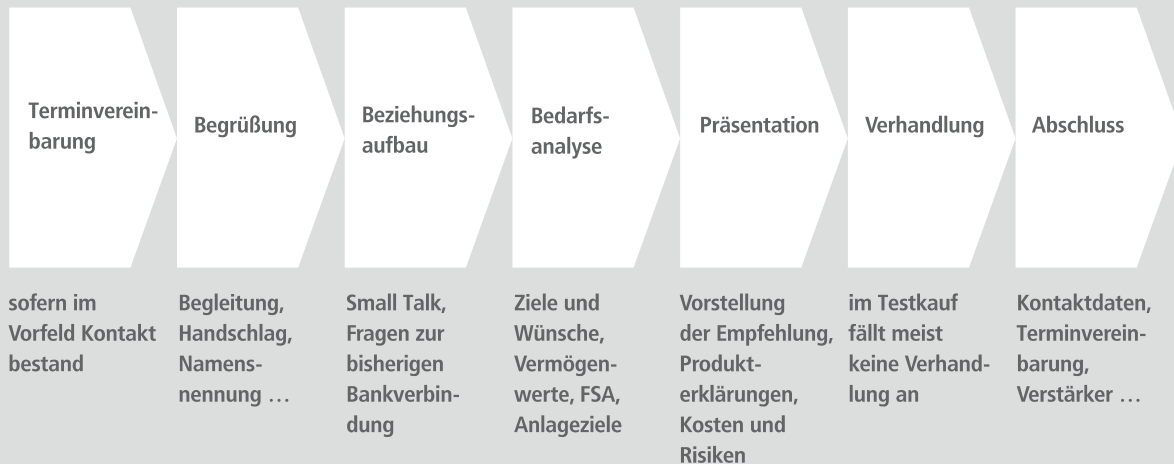 Terminverein-
barung
Begrüßung
Beziehungs-
aufbau
Bedarfs-
analyse
Präsentation
Verhandlung
Abschluss
sofern im
Vorfeld Kontakt
bestand
Begleitung,
Handschlag,
Namens-
nennung …
Small Talk,
Fragen zur
bisherigen
Bankverbin-
dung
Ziele und
Wünsche,
Vermögen-
werte, FSA,
Anlageziele
Vorstellung
der Empfehlung,
Produkt-
erklärungen,
Kosten und
Risiken
im Testkauf
fällt meist
keine Verhand-
lung an
Kontaktdaten,
Terminverein-
barung,
Verstärker …